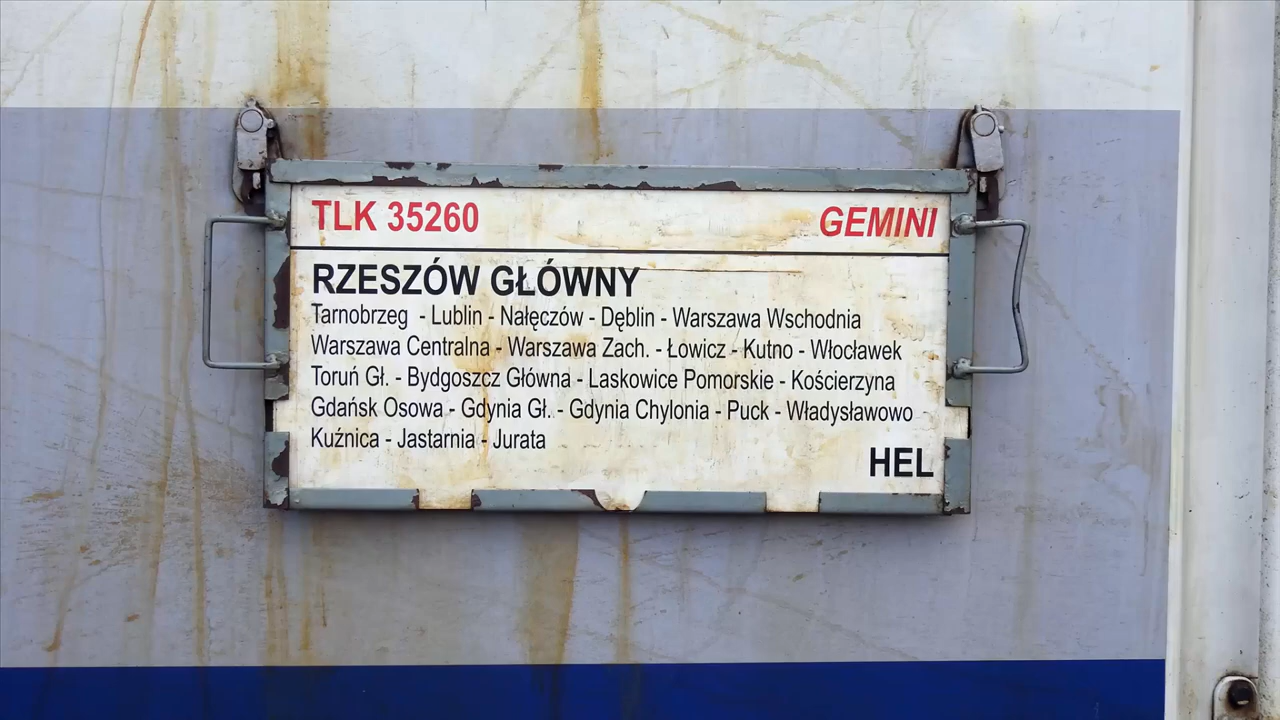 TLK 35260 GEMINI
RZESZÓW GŁÓWNY
Tarnobrzeg - Lublin - Nałęczów - Dęblin - Warszawa Wschodnia
Warszawa Centralna - Warszawa Zach. - Łowicz - Kutno - Włocławek
Toruń Gł. - Bydgoszcz Główna - Laskowice Pomorskie - Kościerzyna
Gdańsk Osowa - Gdynia Gł. - Gdynia Chylonia - Puck - Władysławowo
Kuźnica - Jastarnia - Jurata
HEL